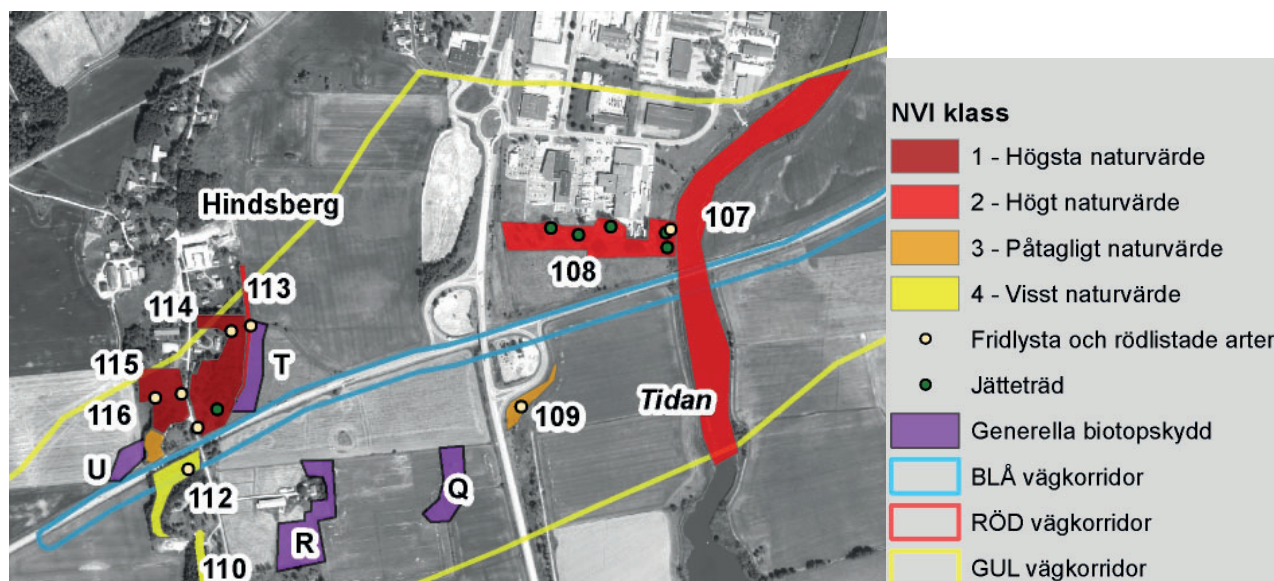 Hindsberg
107
108
113
114
T
115
116
Tidan
109
U
Q
112
R
110
NVI klass
1 - Högsta naturvärde
2 - Högt naturvärde
3 - Påtagligt naturvärde
4 - Visst naturvärde
Fridlysta och rödlistade arter
Jätteträd
Generella biotopskydd
BLÅ vägkorridor
RÖD vägkorridor
GUL vägkorridor